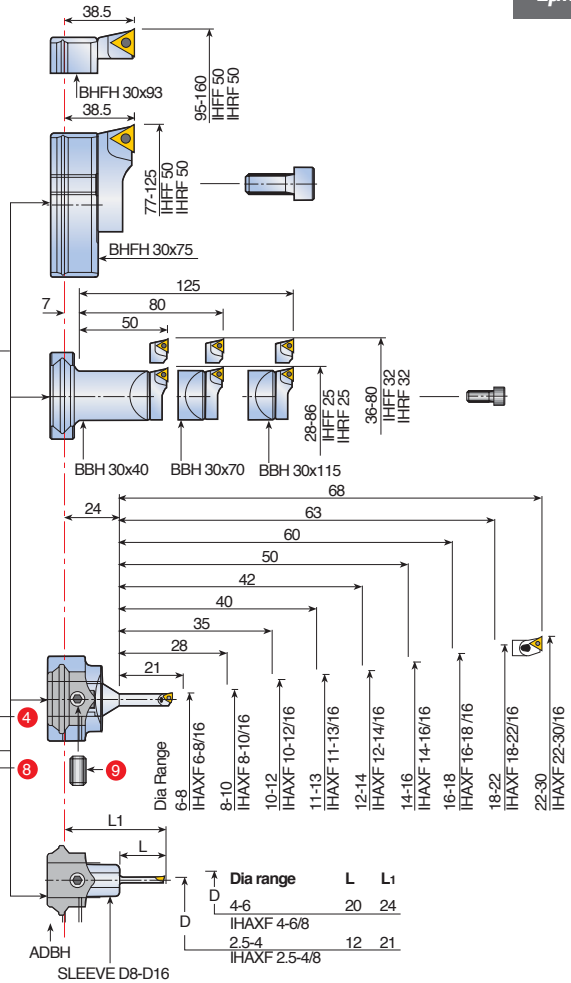 38.5
BHFH 30x93
95-160
IHFF 50
IHRF 50
38.5
77-125
IHFF 50
IHRF 50
BHFH 30x75
125
7
80
50
28-86
IHFF 25
IHRF 25
36-80
IHFF 32
IHRF 32
BBH 30x40
BBH 30x70
BBH 30x115
68
24
63
60
50
42
40
35
28
21
4
8
9
Dia Range
6-8
IHAXF 6-8/16
8-10
IHAXF 8-10/16
10-12
IHAXF 10-12/16
11-13
IHAXF 11-13/16
12-14
IHAXF 12-14/16
14-16
IHAXF 14-16/16
16-18
IHAXF 16-18 /16
18-22
IHAXF 18-22/16
22-30
IHAXF 22-30/16
L1
L
D
D
Dia range L L1
4-6 20 24
IHAXF 4-6/8
2.5-4 12 21
IHAXF 2.5-4/8
ADBH
SLEEVE D8-D16